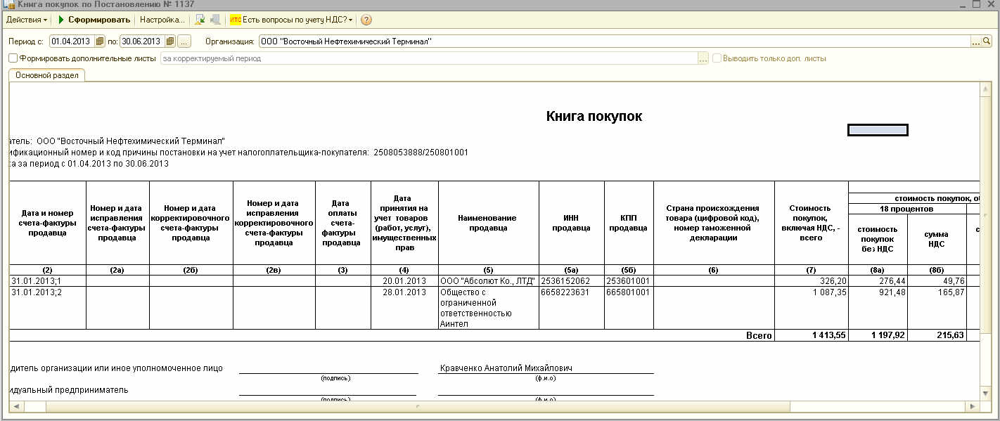 Книга покупок по Постановлению № 1137
Действия Сформировать Настройка... ИТС Есть вопросы по учету НДС? ?
Период с: 01.04.2013 по: 30.06.2013 ... Организация: ООО "Восточный Нефтехимический Терминал" ...
Формировать дополнительные листы за корректируемый период ... Выводить только доп. листы
Основной раздел
Книга покупок
атель: ООО "Восточный Нефтехимический Терминал"
ификационный номер и код причины постановки на учет налогоплательщика-покупателя: 2508053888/250801001
ка за период с 01.04.2013 по 30.06.2013
Дата и номер счета-фактуры продавца
Номер и дата исправления счета-фактуры продавца
Номер и дата корректировочного счета-фактуры продавца
Номер и дата исправления корректировочного счета-фактуры продавца
Дата оплаты счета-фактуры продавца
Дата принятия на учет товаров (работ, услуг), имущественных прав
Наименование продавца
ИНН продавца
КПП продавца
Страна происхождения товара (цифровой код), номер таможенной декларации
Стоимость покупок, включая НДС, - всего
стоимость покупок, об
18 процентов
стоимость покупок без НДС
сумма НДС
с
(2) (2а) (2б) (2в) (3) (4) (5) (5а) (5б) (6) (7) (8а) (8б)
31.01.2013;1 20.01.2013 ООО "Абсолют Ко., ЛТД" 2536152062 253601001 326,20 276,44 49,76
31.01.2013;2 28.01.2013 Общество с 6658223631 665801001 1 087,35 921,48 165,87
ограниченной
ответственностью
Аинтел
Всего 1 413,55 1 197,92 215,63
дитель организации или иное уполномоченное лицо Кравченко Анатолий Михайлович
(подпись) (ф.и.о)
идуальный предприниматель
(подпись) (ф.и.о)